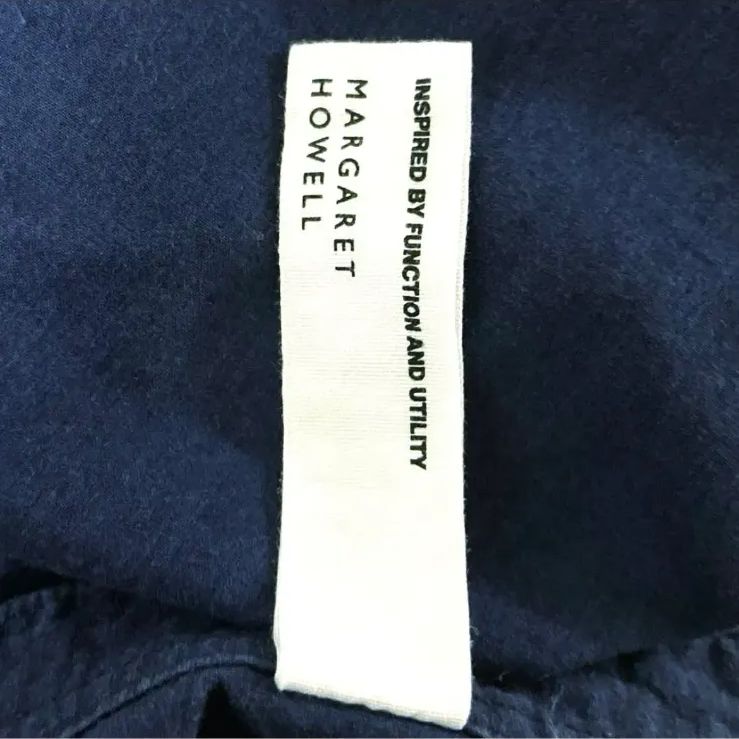 INSPIRED BY FUNCTION AND UTILITY
MARGARET
HOWELL